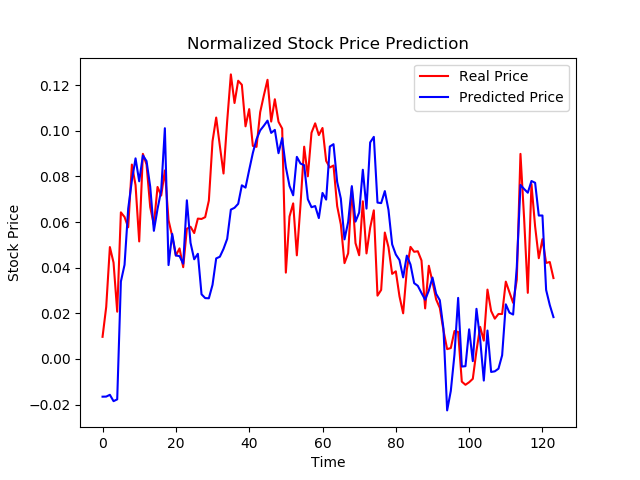 Normalized Stock Price Prediction
Real Price
Predicted Price
Stock Price
0.12
0.10
0.08
0.06
0.04
0.02
0.00
−0.02
0 20 40 60 80 100 120
Time